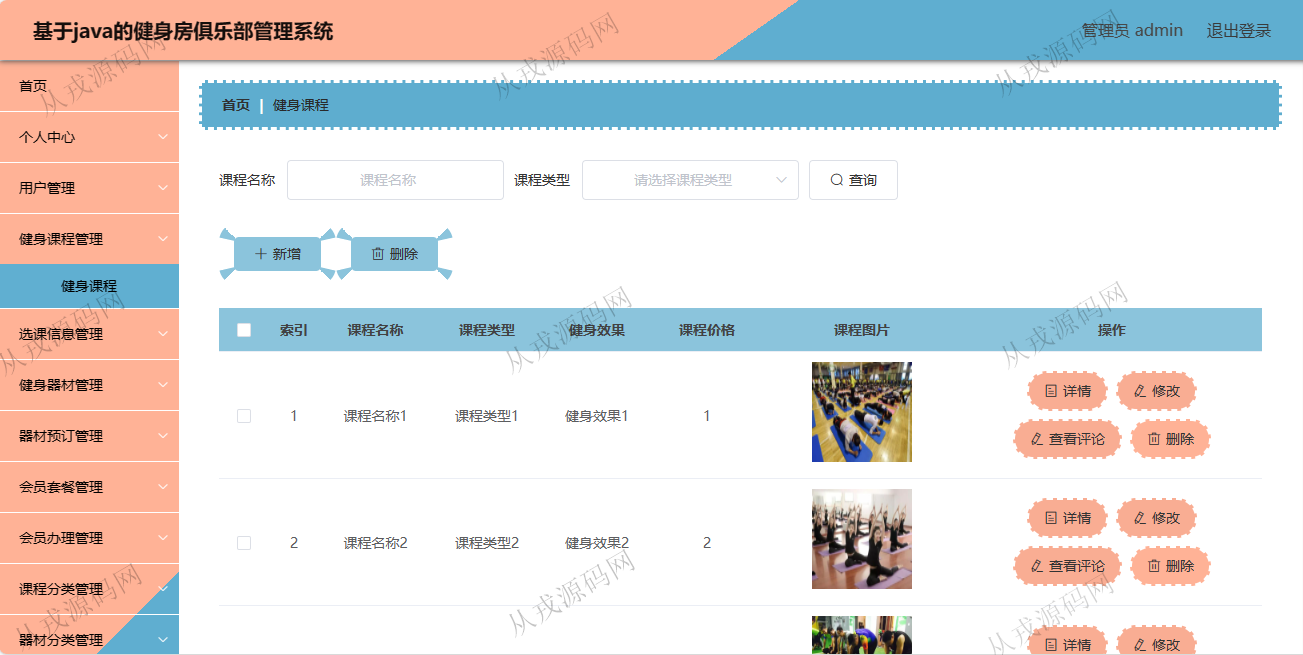 基于java的健身房俱乐部管理系统
管理员 admin 退出登录
首页
个人中心
用户管理
健身课程管理
健身课程
选课信息管理
健身器材管理
器材预订管理
会员套餐管理
会员办理管理
课程分类管理
器材分类管理
首页 | 健身课程
课程名称 课程名称 课程类型 请选择课程类型 查询
新增 删除
索引 课程名称 课程类型 健身效果 课程价格 课程图片 操作
1 课程名称1 课程类型1 健身效果1 1
详情 修改
查看评论 删除
2 课程名称2 课程类型2 健身效果2 2
详情 修改
查看评论 删除
详情 修改
从戎源码网
从戎源码网
从戎源码网
从戎源码网
从戎源码网
从戎源码网
从戎源码网
从戎源码网
从戎源码网